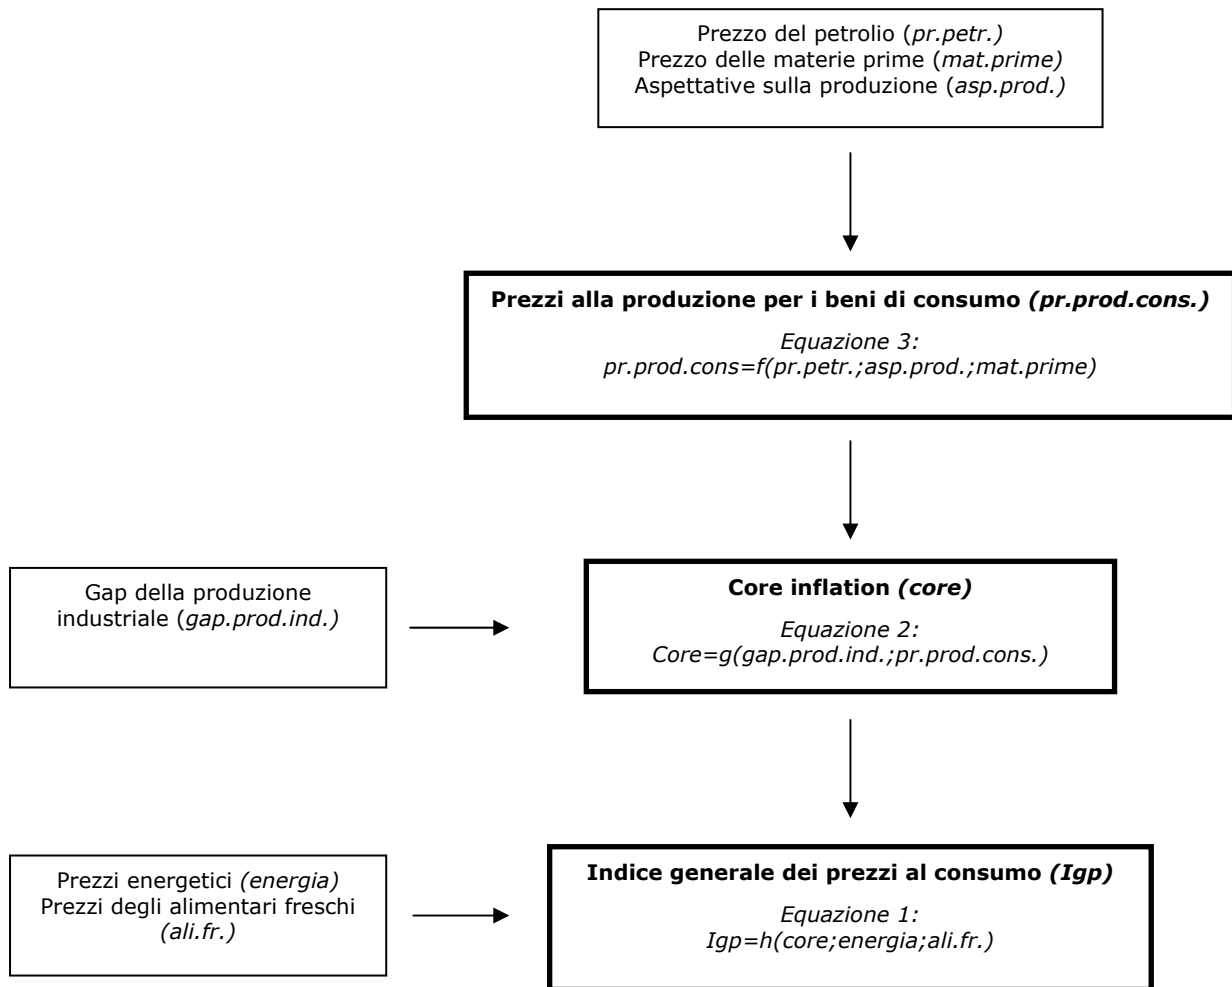 Prezzo del petrolio (pr.petr.)
Prezzo delle materie prime (mat.prime)
Aspettative sulla produzione (asp.prod.)
Prezzi alla produzione per i beni di consumo (pr.prod.cons.)
Equazione 3:
pr.prod.cons=f(pr.petr.;asp.prod.;mat.prime)
Gap della produzione
industriale (gap.prod.ind.)
Core inflation (core)
Equazione 2:
Core=g(gap.prod.ind.;pr.prod.cons.)
Prezzi energetici (energia)
Prezzi degli alimentari freschi
(ali.fr.)
Indice generale dei prezzi al consumo (Igp)
Equazione 1:
Igp=h(core;energia;ali.fr.)